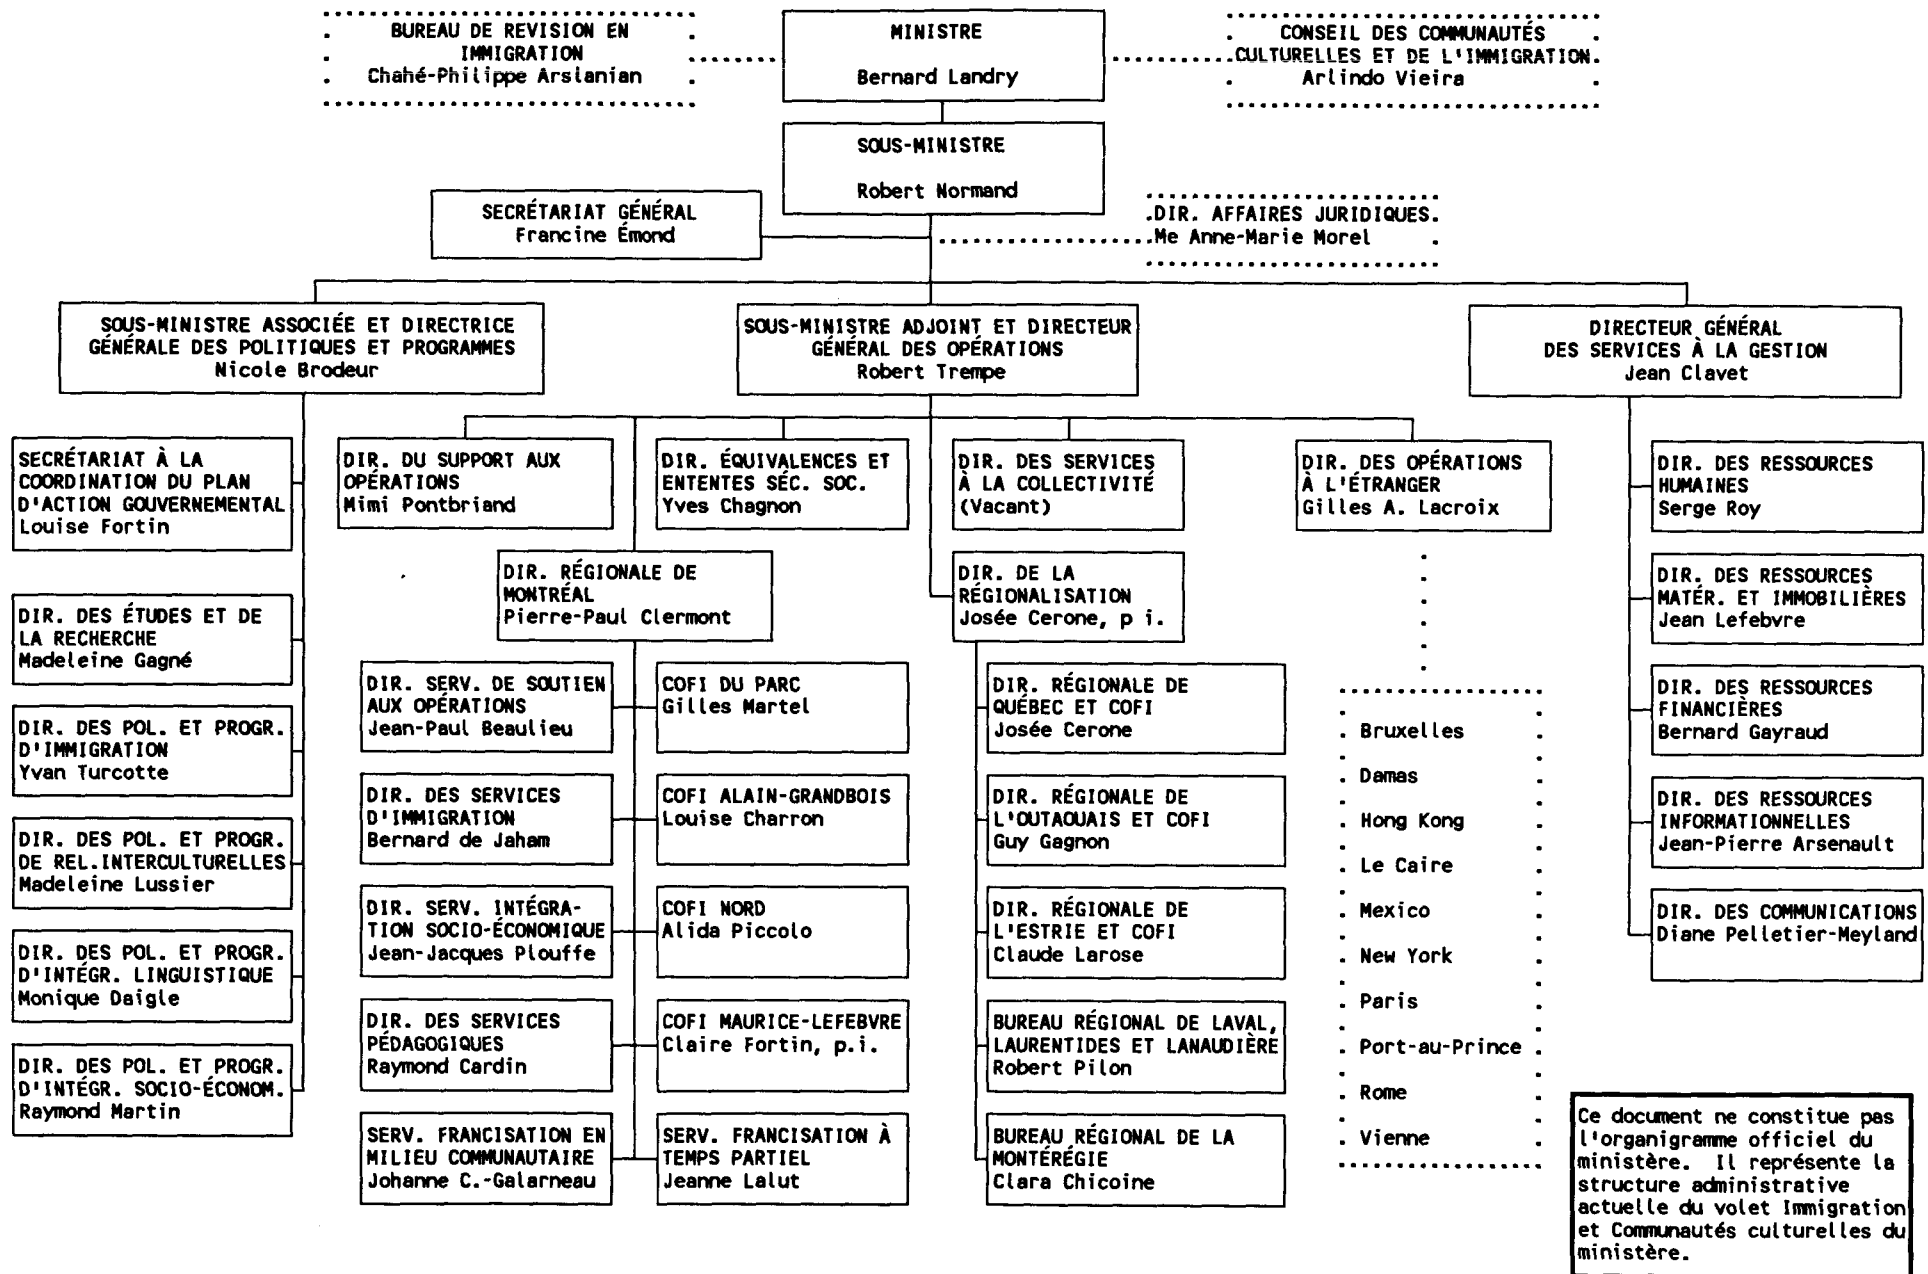 BUREAU DE REVISION EN
IMMIGRATION
Chahé-Philippe Arslanian
MINISTRE
Bernard Landry
CONSEIL DES COMMUNAUTÉS
CULTURELLES ET DE L'IMMIGRATION
Arlindo Vieira
SOUS-MINISTRE
Robert Normand
SECRÉTARIAT GÉNÉRAL
Francine Émond
DIR. AFFAIRES JURIDIQUES
Me Anne-Marie Morel
SOUS-MINISTRE ASSOCIÉE ET DIRECTRICE
GÉNÉRALE DES POLITIQUES ET PROGRAMMES
Nicole Brodeur
SOUS-MINISTRE ADJOINT ET DIRECTEUR
GÉNÉRAL DES OPÉRATIONS
Robert Trempe
DIRECTEUR GÉNÉRAL
DES SERVICES À LA GESTION
Jean Clavet
SECRÉTARIAT À LA
COORDINATION DU PLAN
D'ACTION GOUVERNEMENTAL
Louise Fortin
DIR. DES ÉTUDES ET DE
LA RECHERCHE
Madeleine Gagné
DIR. DES POL. ET PROGR.
D'IMMIGRATION
Yvan Turcotte
DIR. DES POL. ET PROGR.
DE REL.INTERCULTURELLES
Madeleine Lussier
DIR. DES POL. ET PROGR.
D'INTÉGR. LINGUISTIQUE
Monique Daigle
DIR. DES POL. ET PROGR.
D'INTÉGR. SOCIO-ÉCONOM.
Raymond Martin
DIR. DU SUPPORT AUX
OPÉRATIONS
Mimi Pontbriand
DIR. ÉQUIVALENCES ET
ENTENTES SÉC. SOC.
Yves Chagnon
DIR. DES SERVICES
À LA COLLECTIVITÉ
(Vacant)
DIR. DES OPÉRATIONS
À L'ÉTRANGER
Gilles A. Lacroix
DIR. RÉGIONALE DE
MONTRÉAL
Pierre-Paul Clermont
DIR. DE LA
RÉGIONALISATION
Josée Cerone, p i.
DIR. SERV. DE SOUTIEN
AUX OPÉRATIONS
Jean-Paul Beaulieu
DIR. DES SERVICES
D'IMMIGRATION
Bernard de Jaham
DIR. SERV. INTÉGRA-
TION SOCIO-ÉCONOMIQUE
Jean-Jacques Plouffe
DIR. DES SERVICES
PÉDAGOGIQUES
Raymond Cardin
SERV. FRANCISATION EN
MILIEU COMMUNAUTAIRE
Johanne C.-Galarneau
COFI DU PARC
Gilles Martel
COFI ALAIN-GRANDBOIS
Louise Charron
COFI NORD
Alida Piccolo
COFI MAURICE-LEFEBVRE
Claire Fortin, p.i.
SERV. FRANCISATION À
TEMPS PARTIEL
Jeanne Lalut
DIR. RÉGIONALE DE
QUÉBEC ET COFI
Josée Cerone
DIR. RÉGIONALE DE
L'OUTAOUAIS ET COFI
Guy Gagnon
DIR. RÉGIONALE DE
L'ESTRIE ET COFI
Claude Larose
BUREAU RÉGIONAL DE LAVAL,
LAURENTIDES ET LANAUDIÈRE
Robert Pilon
BUREAU RÉGIONAL DE LA
MONTÉRÉGIE
Clara Chicoine
Bruxelles
Damas
Hong Kong
Le Caire
Mexico
New York
Paris
Port-au-Prince
Rome
Vienne
DIR. DES RESSOURCES
HUMAINES
Serge Roy
DIR. DES RESSOURCES
MATÉR. ET IMMOBILIÈRES
Jean Lefebvre
DIR. DES RESSOURCES
FINANCIÈRES
Bernard Gayraud
DIR. DES RESSOURCES
INFORMATIONNELLES
Jean-Pierre Arsenault
DIR. DES COMMUNICATIONS
Diane Pelletier-Meyland
Ce document ne constitue pas
l'organigramme officiel du
ministère. Il représente la
structure administrative
actuelle du volet Immigration
et Communautés culturelles du
ministère.